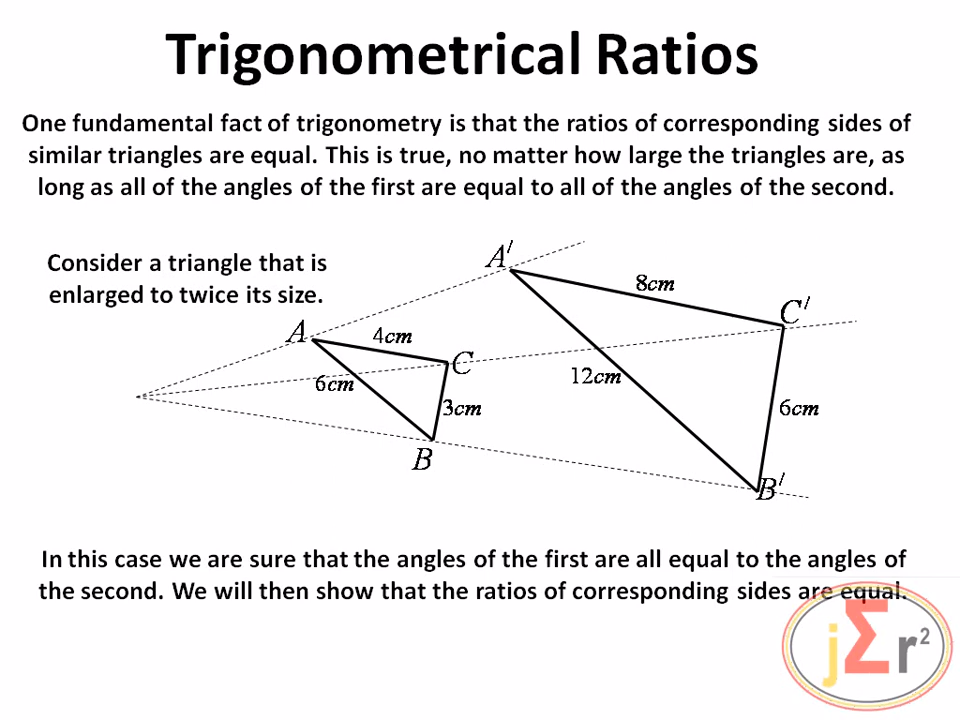 Trigonometrical Ratios
One fundamental fact of trigonometry is that the ratios of corresponding sides of
similar triangles are equal. This is true, no matter how large the triangles are, as
long as all of the angles of the first are equal to all of the angles of the second.
Consider a triangle that is
enlarged to twice its size.
A/
8cm
C/
A
4cm
C
6cm
12cm
3cm
6cm
B
B/
In this case we are sure that the angles of the first are all equal to the angles of
the second. We will then show that the ratios of corresponding sides are equal.
jΣr²